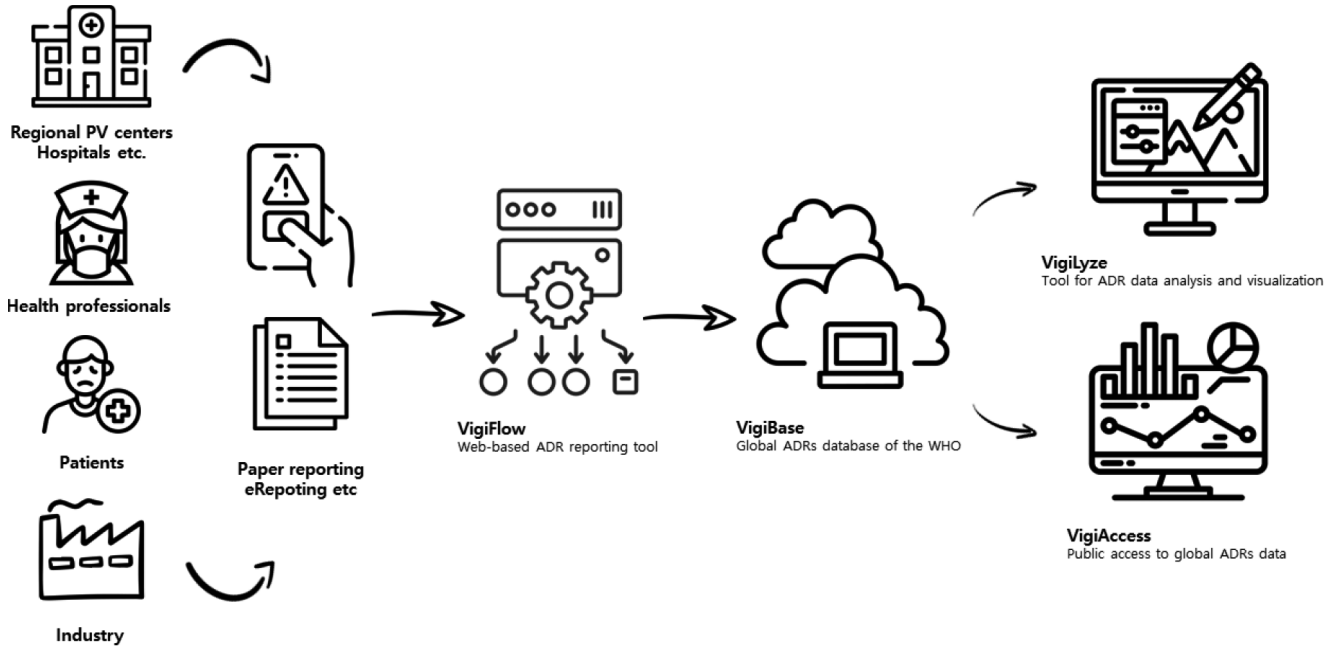 Regional PV centers
Hospitals etc.
Health professionals
Patients
Industry
Paper reporting
eRepoting etc
VigiFlow
Web-based ADR reporting tool
VigiBase
Global ADRs database of the WHO
VigiLyze
Tool for ADR data analysis and visualization
VigiAccess
Public access to global ADRs data